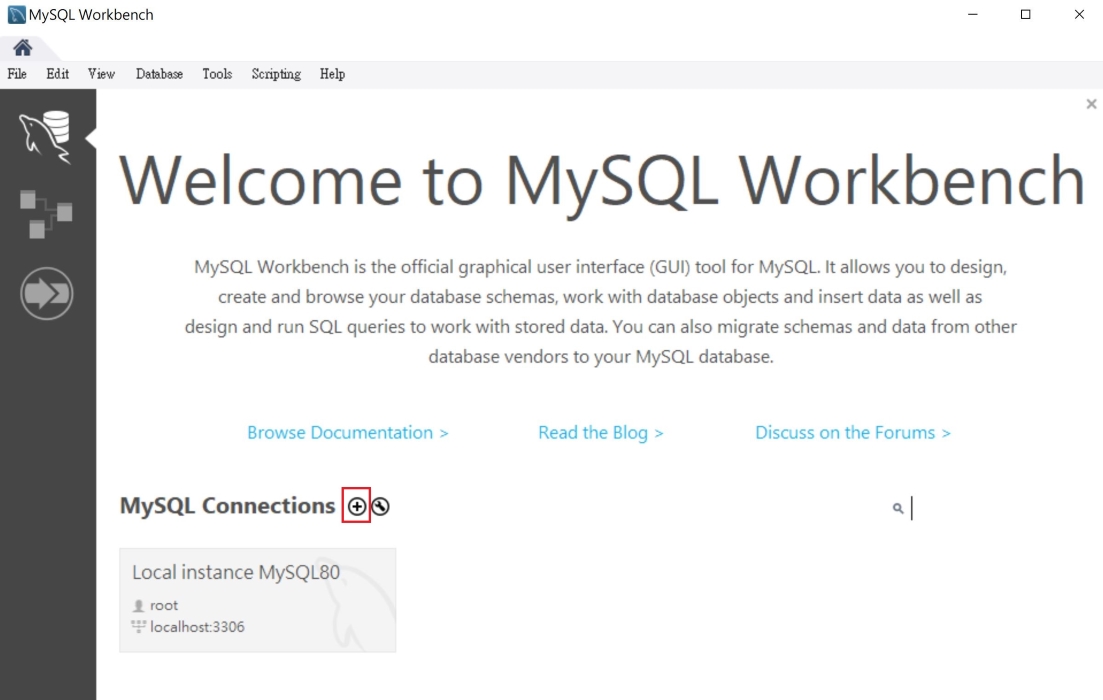 MySQL Workbench
File Edit View Database Tools Scripting Help
Welcome to MySQL Workbench
MySQL Workbench is the official graphical user interface (GUI) tool for MySQL. It allows you to design,
create and browse your database schemas, work with database objects and insert data as well as
design and run SQL queries to work with stored data. You can also migrate schemas and data from other
database vendors to your MySQL database.
Browse Documentation > Read the Blog > Discuss on the Forums >
MySQL Connections
Local instance MySQL80
root
localhost:3306